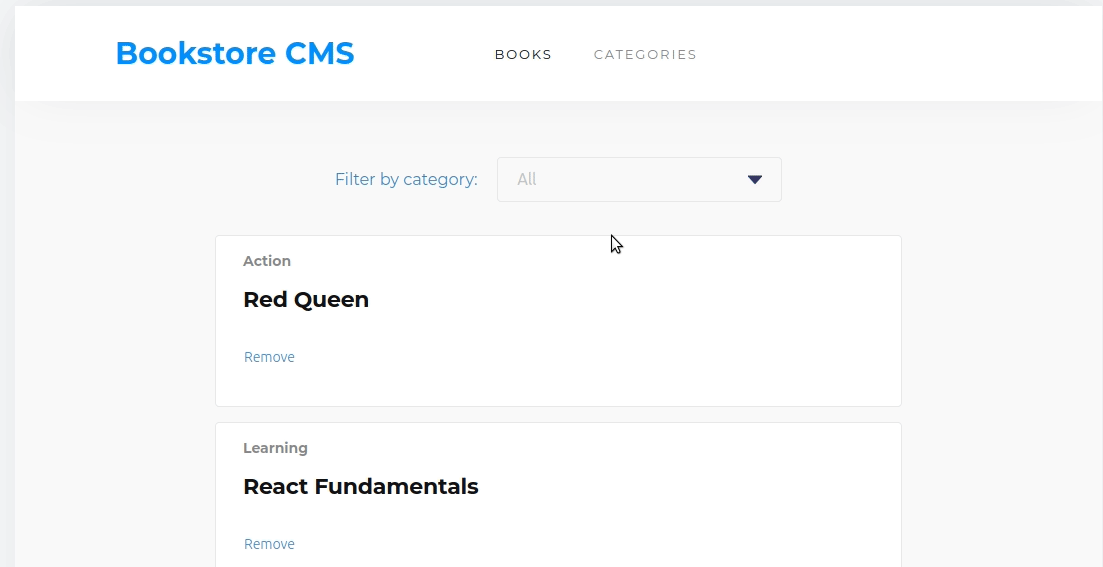 Bookstore CMS BOOKS CATEGORIES
Filter by category: All
Action
Red Queen
Remove
Learning
React Fundamentals
Remove